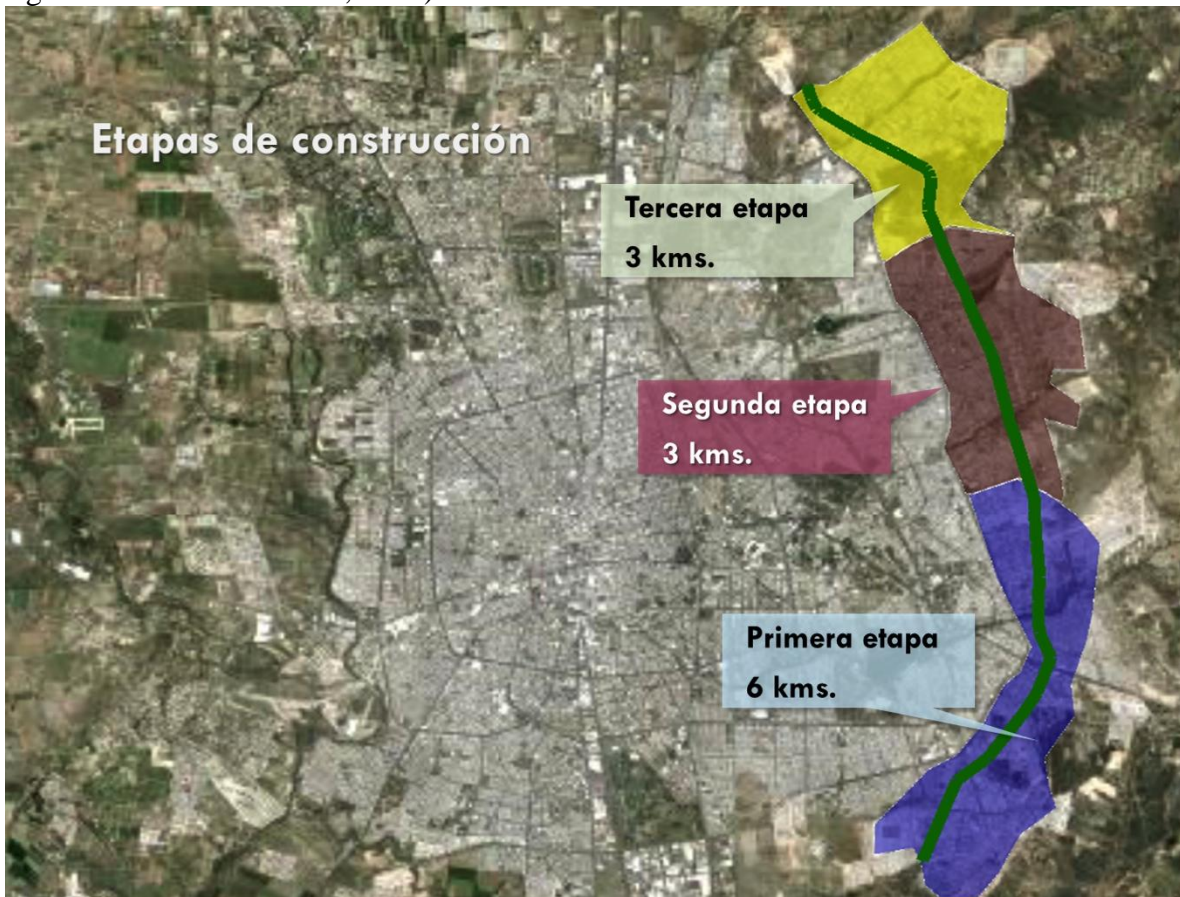 Etapas de construcción
Tercera etapa
3 kms.
Segunda etapa
3 kms.
Primera etapa
6 kms.